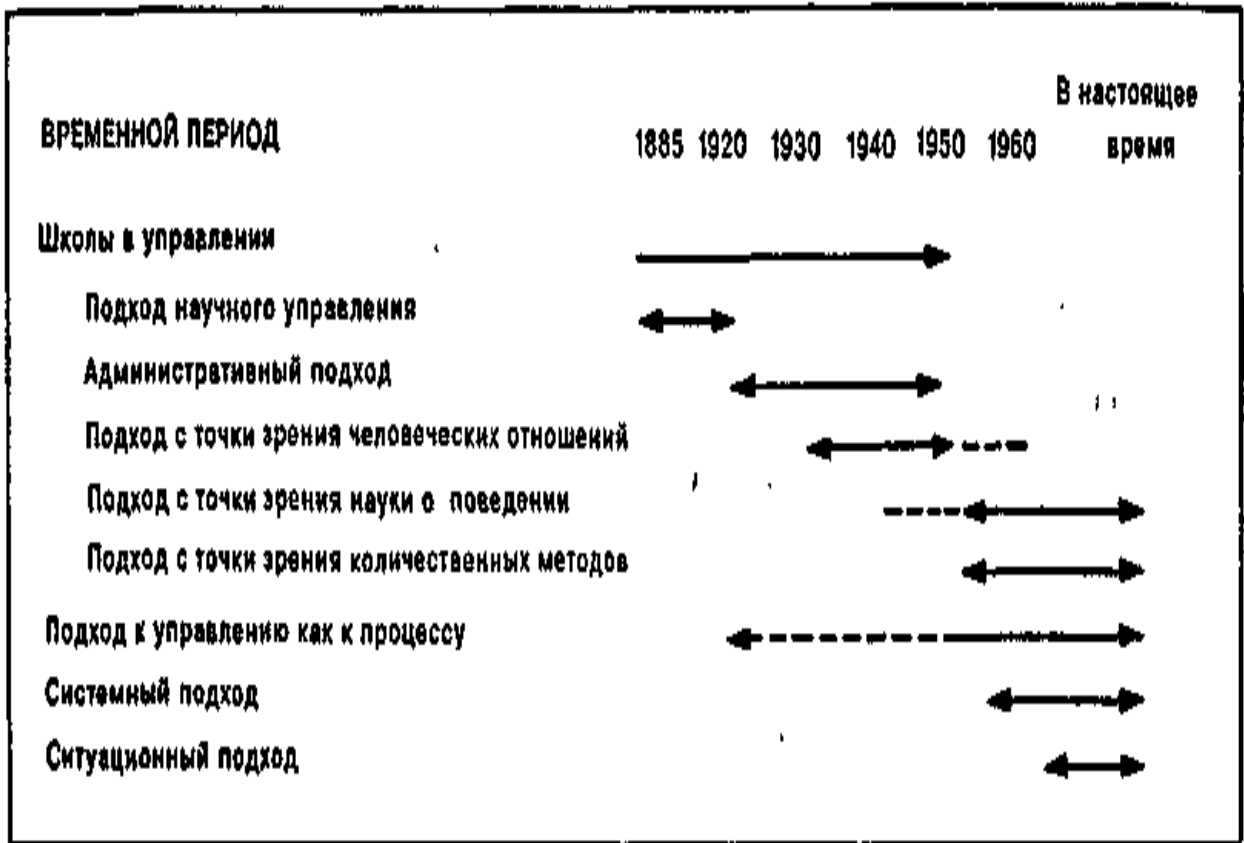 В настоящее
ВРЕМЕННОЙ ПЕРИОД 1885 1920 1930 1940 1950 1960 время
Школы в управлении
Подход научного управления
Административный подход
Подход с точки зрения человеческих отношений
Подход с точки зрения науки о поведении
Подход с точки зрения количественных методов
Подход к управлению как к процессу
Системный подход
Ситуационный подход